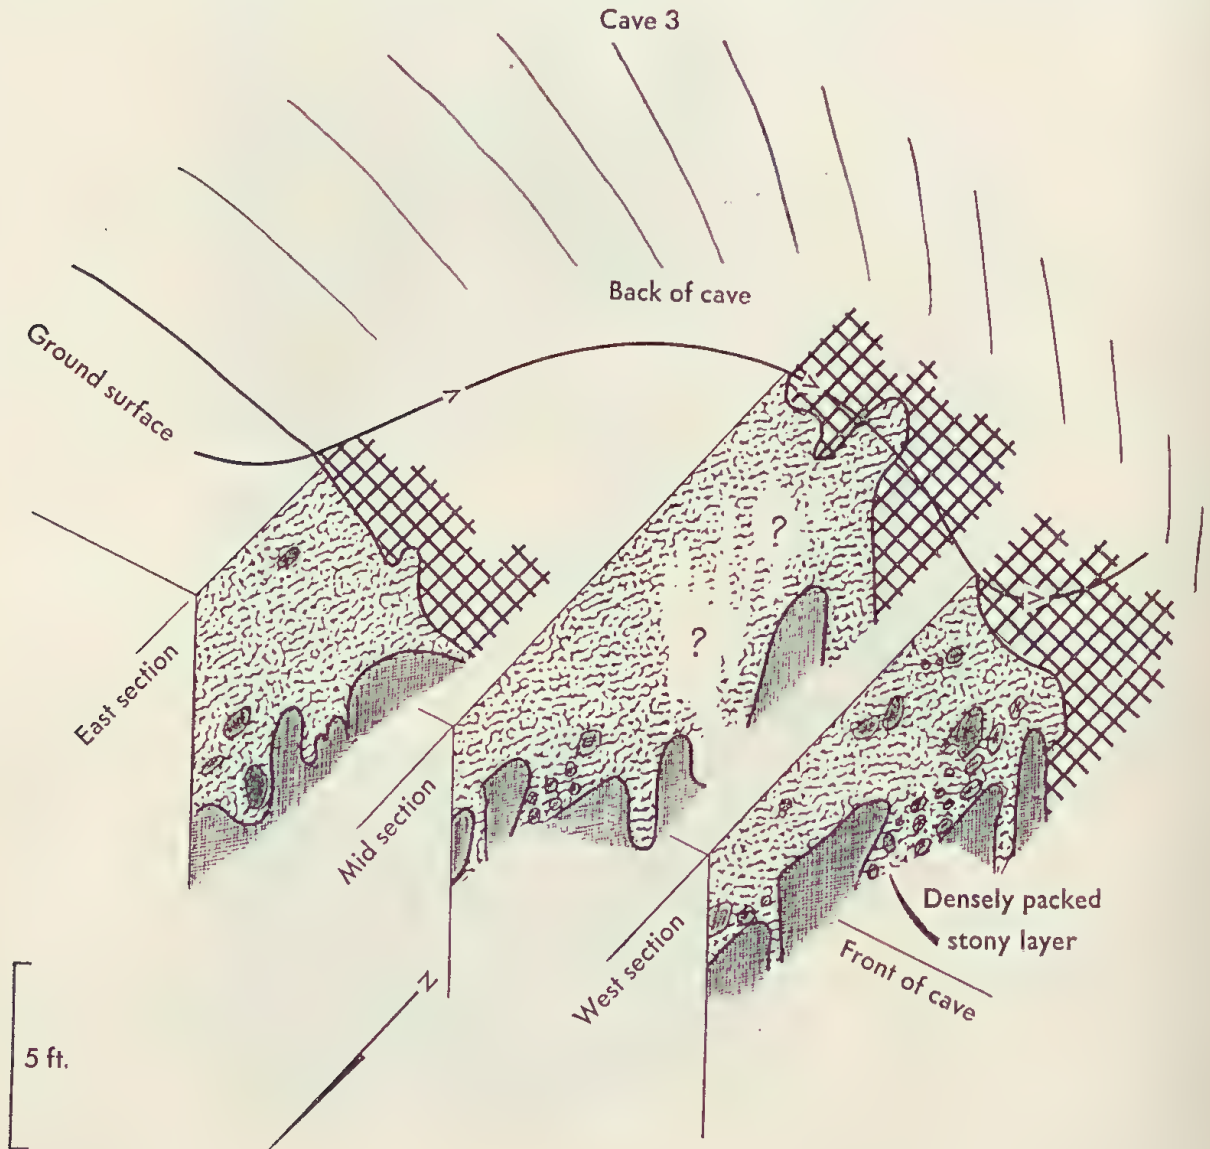 Cave 3
Back of cave
Ground surface
East section
?
?
Mid section
Densely packed
stony layer
West section
Front of cave
N
5 ft.